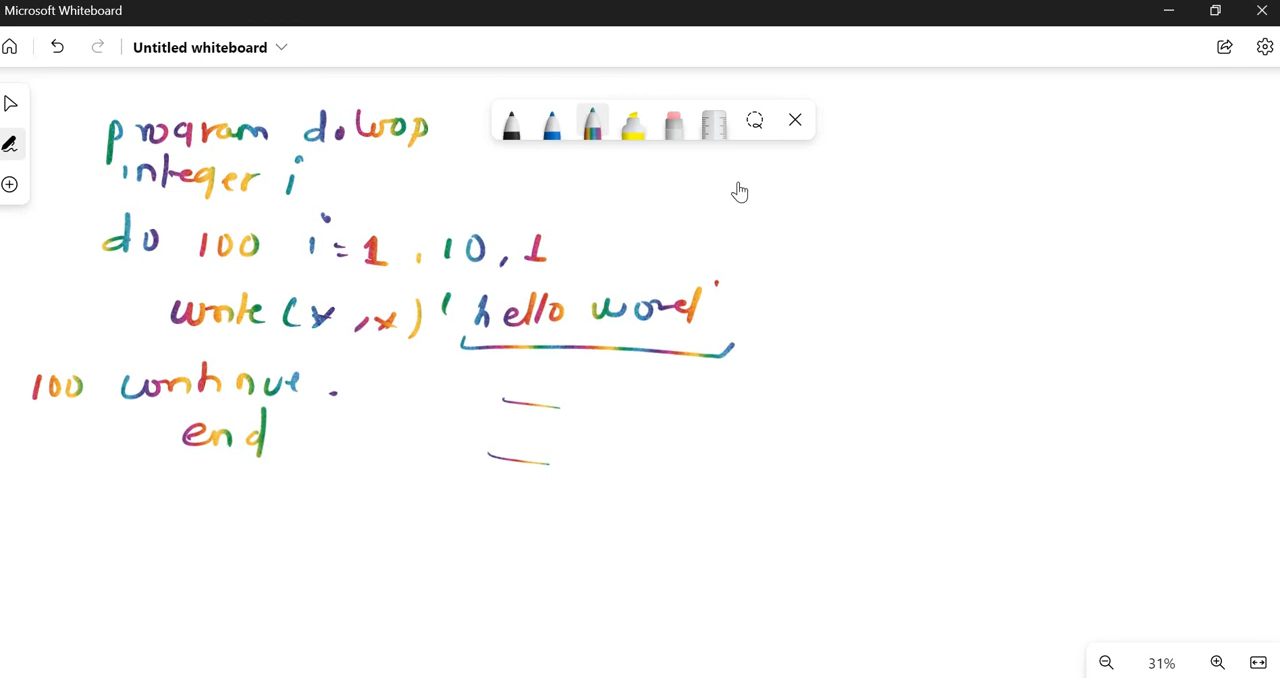 Microsoft Whiteboard
Untitled whiteboard
program doloop
integer i
do 100 i=1,10,1
write(*,*) 'hello word'
100 continue.
end
31%